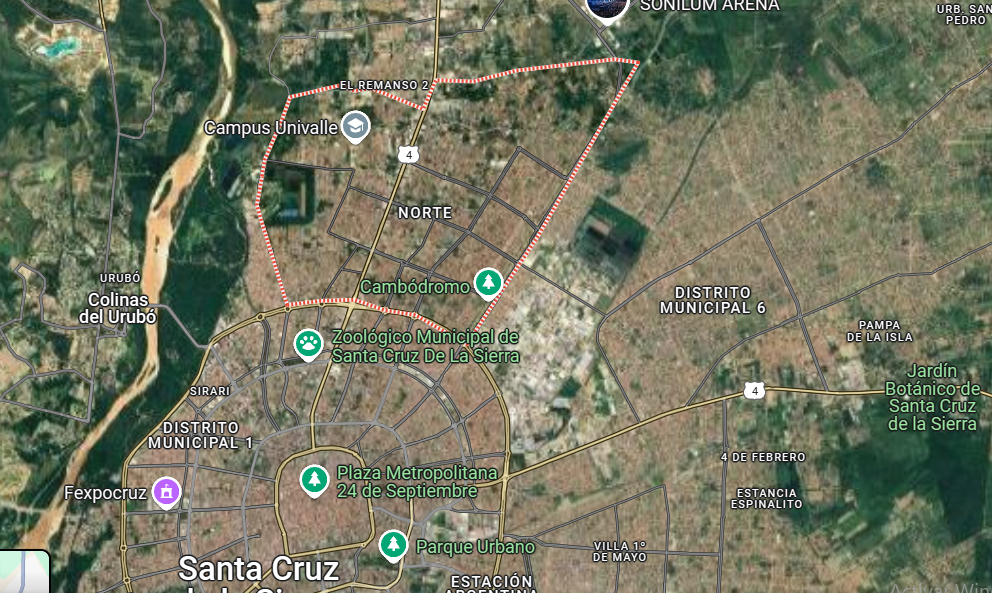 SONILUM ARENA
URB. SAN
PEDRO
EL REMANSO 2
Campus Univalle
4
NORTE
URUBÓ
Colinas
del Urubó
Cambódromo
DISTRITO
MUNICIPAL 6
PAMPA
DE LA ISLA
Zoológico Municipal de
Santa Cruz De La Sierra
Jardín
Botánico de
Santa Cruz
de la Sierra
SIRARI
4
DISTRITO
MUNICIPAL 1
4 DE FEBRERO
Plaza Metropolitana
24 de Septiembre
Fexpocruz
ESTANCIA
ESPINALITO
Parque Urbano
VILLA 1º
DE MAYO
Santa Cruz
ESTACIÓN
ARGENTINA